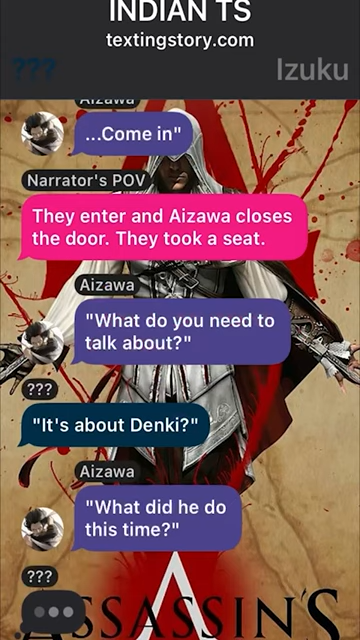 INDIAN TS
textingstory.com
???
Izuku
Aizawa
...Come in"
Narrator's POV
They enter and Aizawa closes
the door. They took a seat.
Aizawa
"What do you need to
talk about?"
???
"It's about Denki?"
Aizawa
"What did he do
this time?"
???
ASSASSIN'S